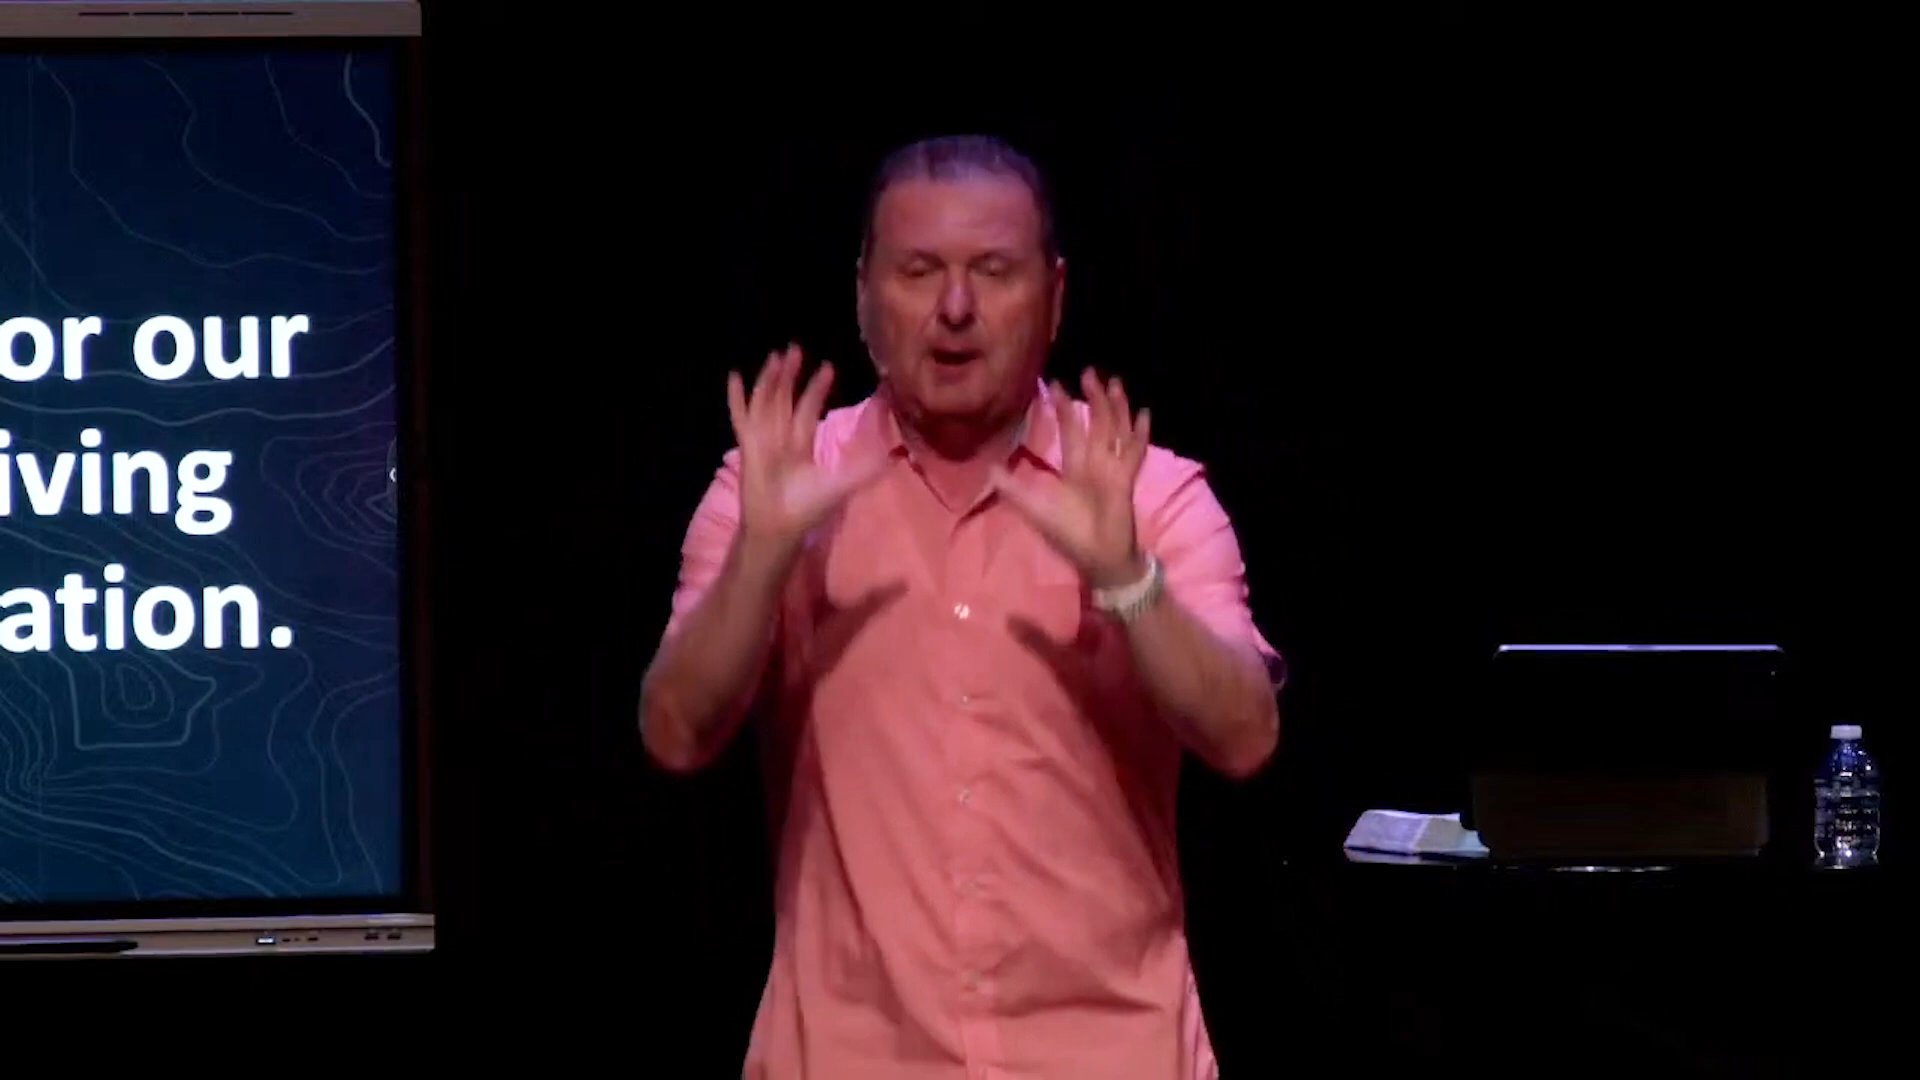 or our
iving
ation.